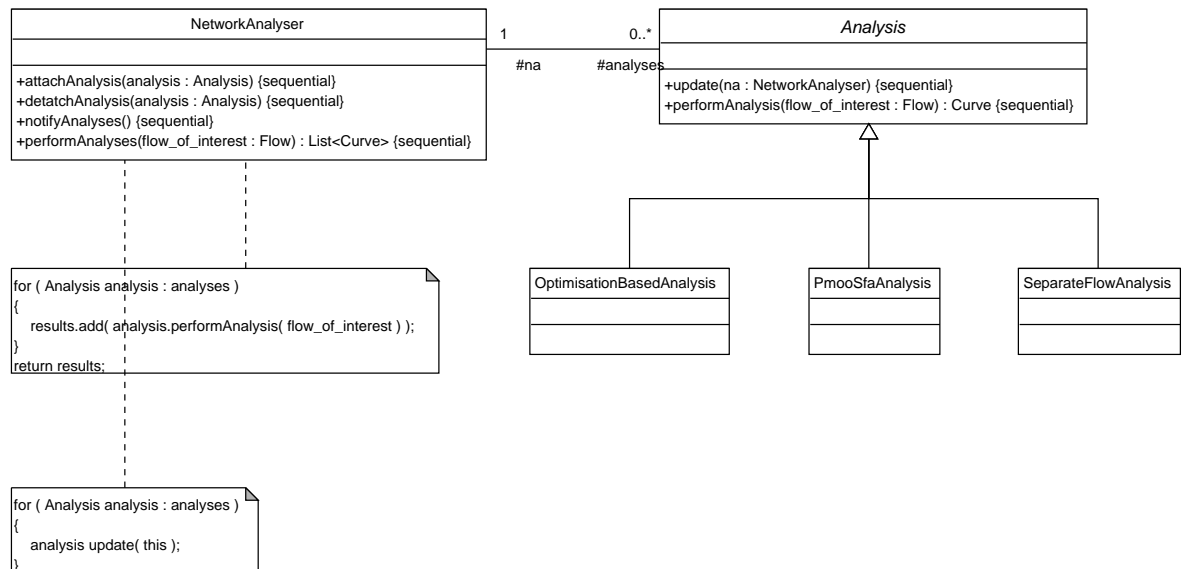 NetworkAnalyser
+attachAnalysis(analysis : Analysis) {sequential}
+detatchAnalysis(analysis : Analysis) {sequential}
+notifyAnalyses() {sequential}
+performAnalyses(flow_of_interest : Flow) : List<Curve> {sequential}
1
0..*
#na
#analyses
Analysis
+update(na : NetworkAnalyser) {sequential}
+performAnalysis(flow_of_interest : Flow) : Curve {sequential}
OptimisationBasedAnalysis
PmooSfaAnalysis
SeparateFlowAnalysis
for ( Analysis analysis : analyses )
{
results.add( analysis.performAnalysis( flow_of_interest ) );
}
return results;
for ( Analysis analysis : analyses )
{
analysis update( this );
}